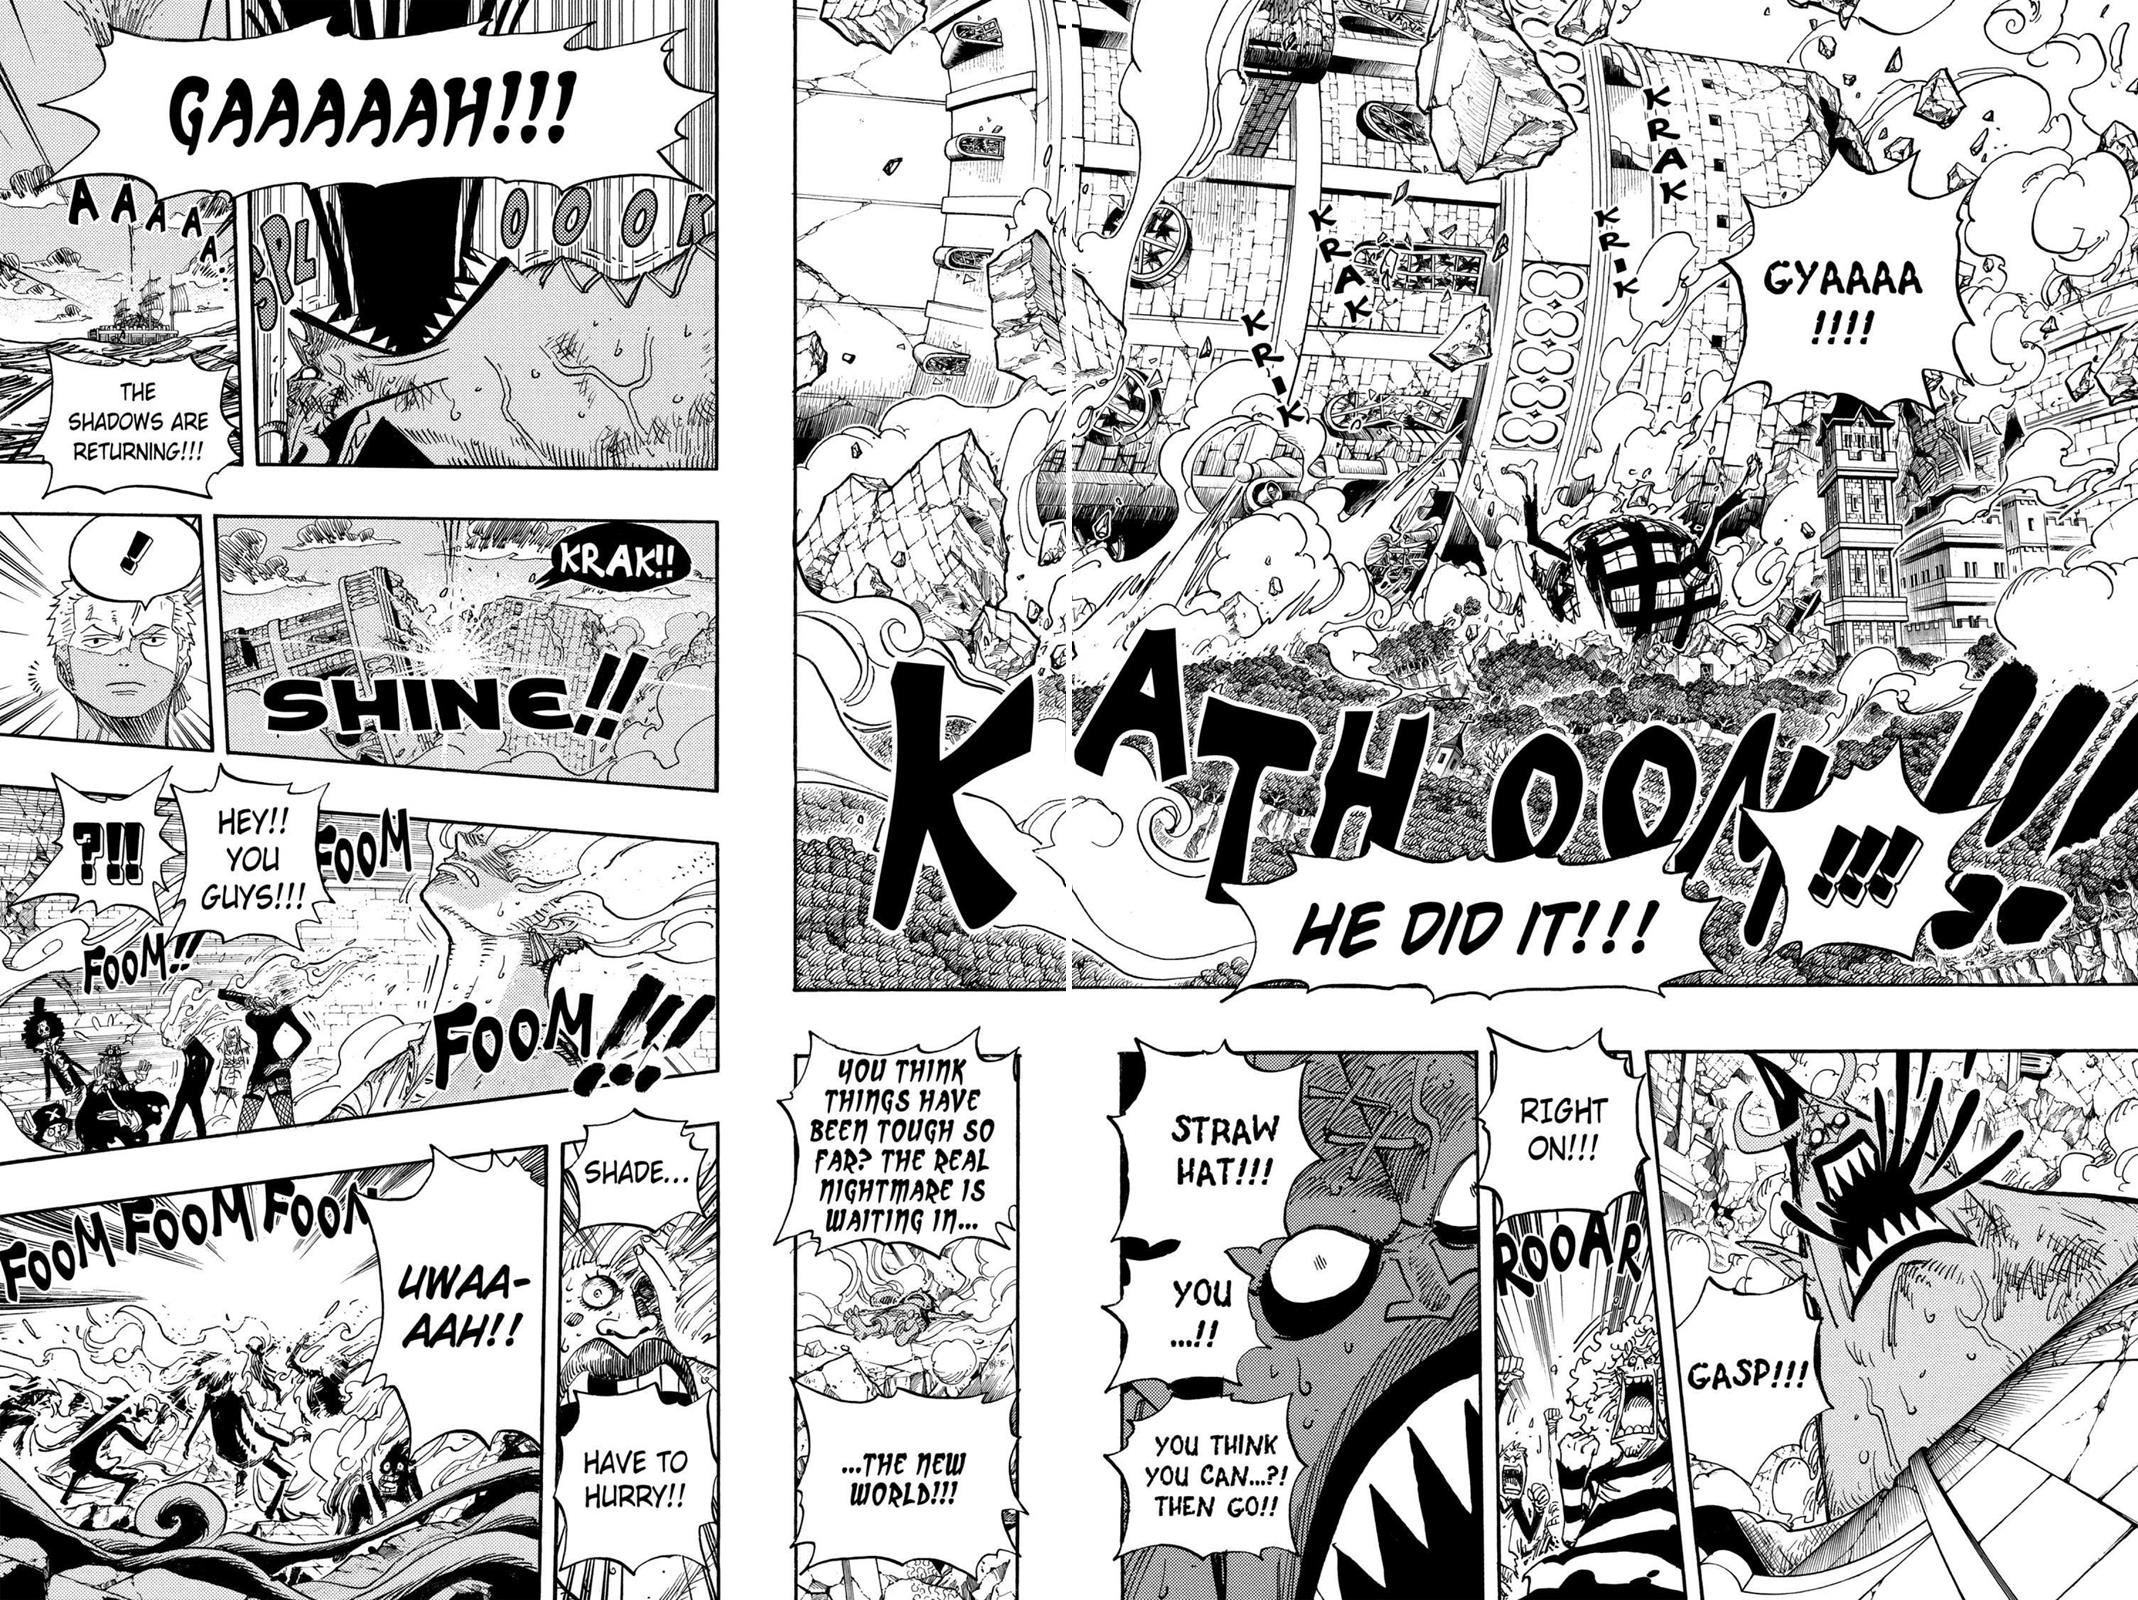 KRAK
KRIK
KRAK
KRIK
GYAAAA
!!!!
KATHOOM!!!
!!!
HE DID IT!!!
GASP!!!
RIGHT
ON!!!
ROOAR
STRAW
HAT!!!
YOU
...!!
YOU THINK
YOU CAN...?!
THEN GO!!
YOU THINK
THINGS HAVE
BEEN TOUGH SO
FAR? THE REAL
NIGHTMARE IS
WAITING IN...
...THE NEW
WORLD!!!
GAAAAAH!!!
SPLOOOK
AAAAA...
THE
SHADOWS ARE
RETURNING!!!
KRAK!!
SHINE!!
!
FOOM
HEY!!
YOU
GUYS!!!
?!!
FOOM!!
FOOM!!!
SHADE...
HAVE TO
HURRY!!
UWAA-
AAH!!
FOOM FOOM FOOM